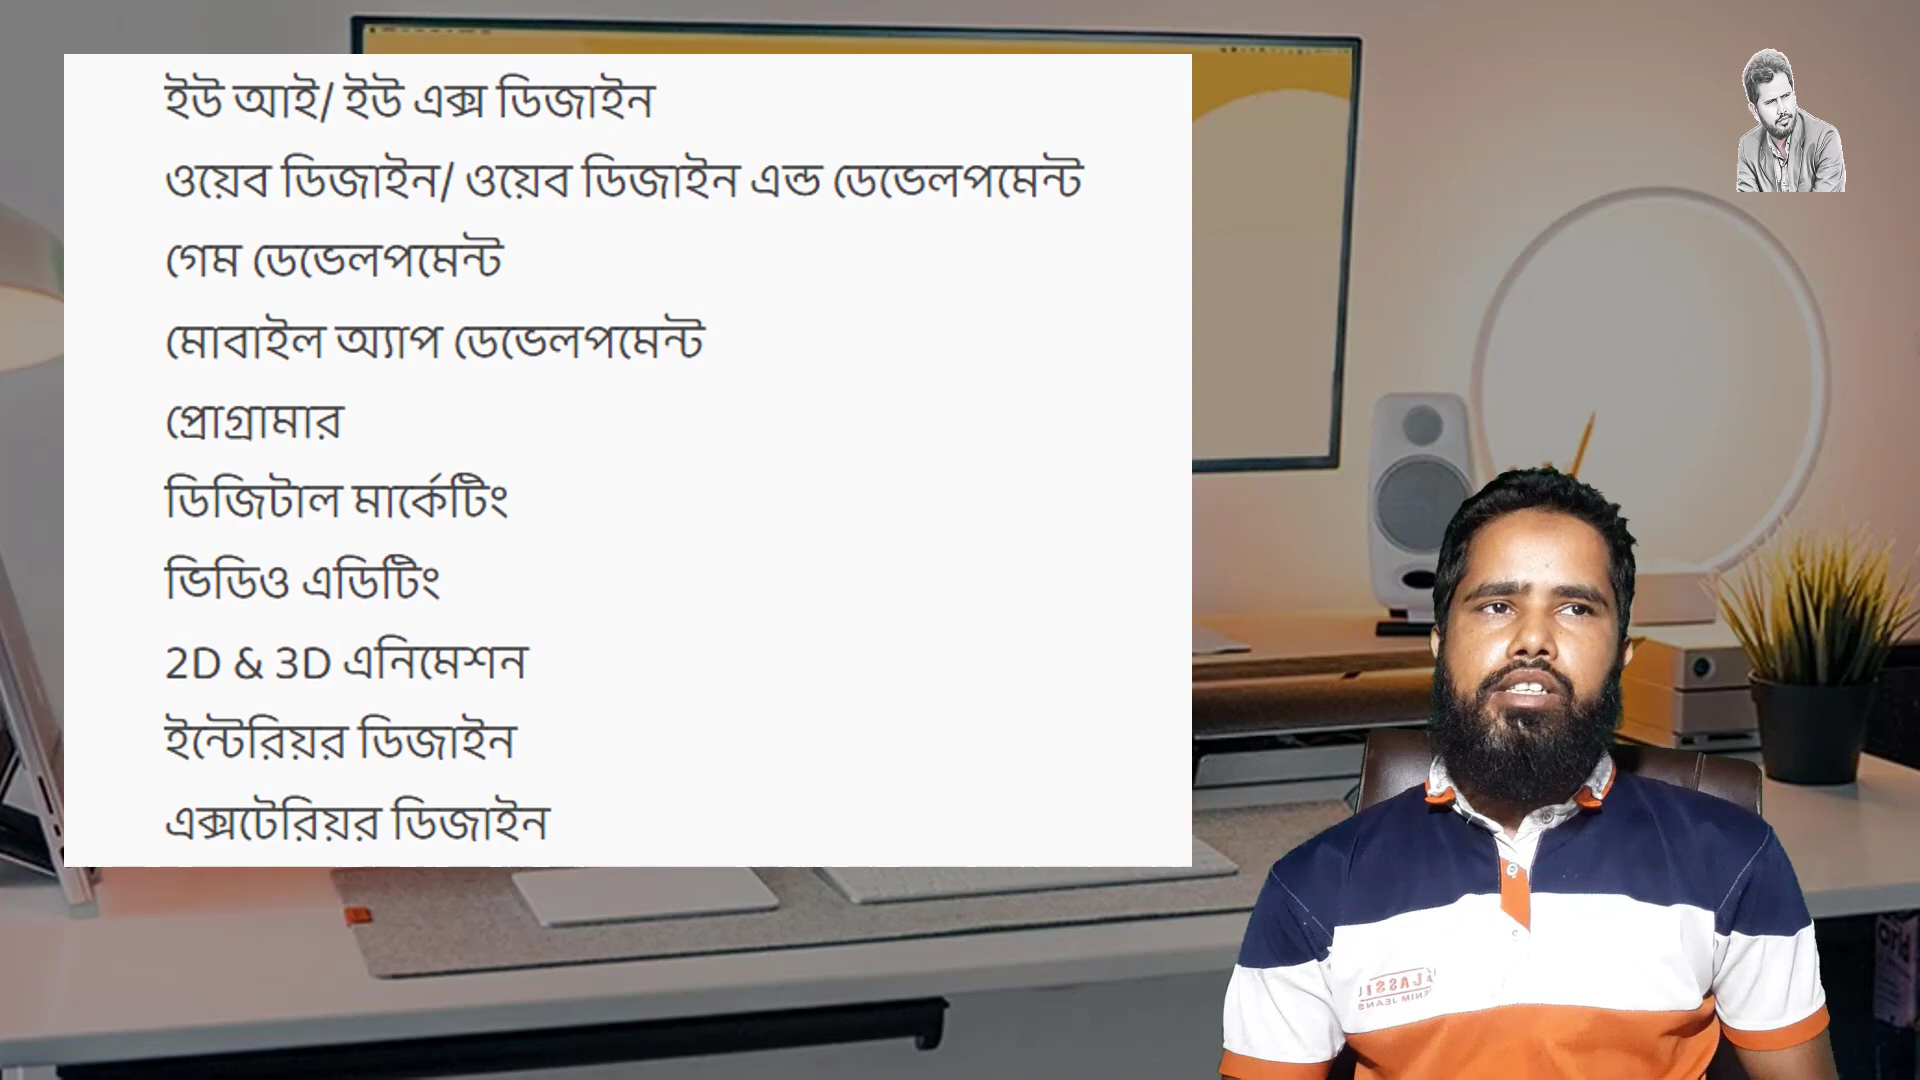 ইউ আই/ ইউ এক্স ডিজাইন
ওয়েব ডিজাইন/ ওয়েব ডিজাইন এন্ড ডেভেলপমেন্ট
গেম ডেভেলপমেন্ট
মোবাইল অ্যাপ ডেভেলপমেন্ট
প্রোগ্রামার
ডিজিটাল মার্কেটিং
ভিডিও এডিটিং
2D & 3D এনিমেশন
ইন্টেরিয়র ডিজাইন
এক্সটেরিয়র ডিজাইন